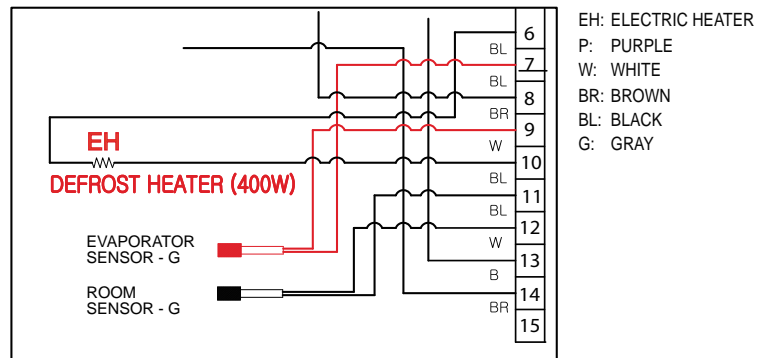 EH: ELECTRIC HEATER
P: PURPLE
W: WHITE
BR: BROWN
BL: BLACK
G: GRAY
6
BL
7
BL
8
BR
9
W
10
BL
11
BL
12
W
13
B
14
BR
15
EH
DEFROST HEATER (400W)
EVAPORATOR
SENSOR - G
ROOM
SENSOR - G